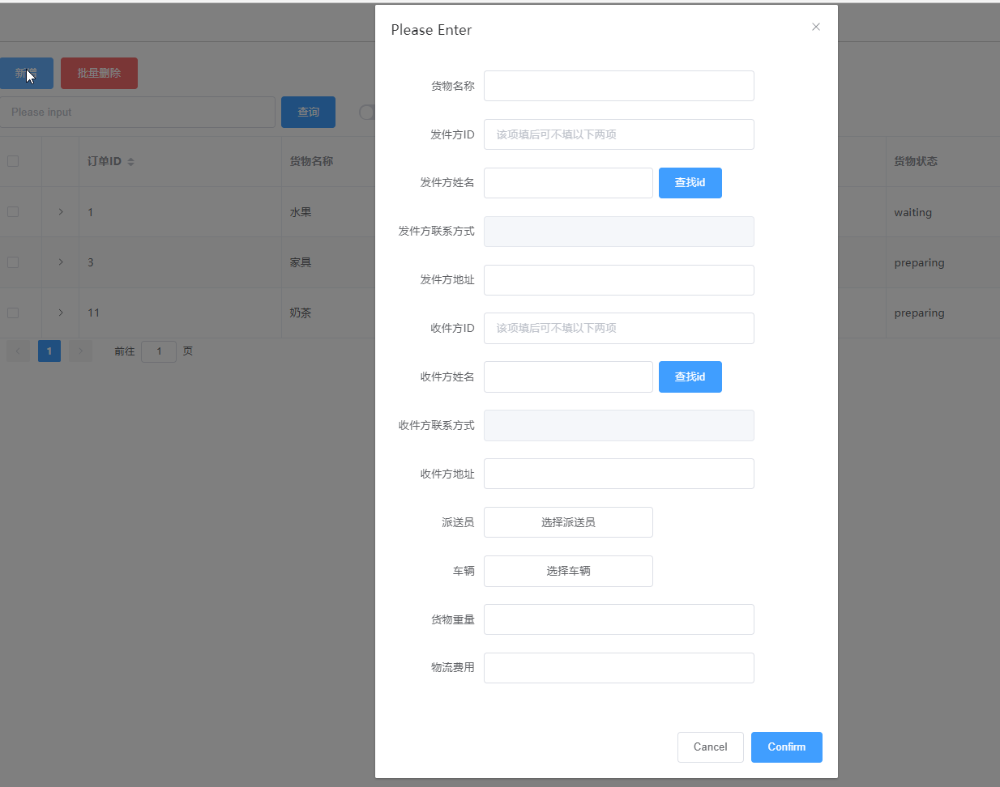 Please Enter
新增
批量删除
Please input
查询
订单ID
货物名称
货物状态
1
水果
waiting
3
家具
preparing
11
奶茶
preparing
1
前往
1
页
货物名称
发件方ID
该项填后可不填以下两项
发件方姓名
查找id
发件方联系方式
发件方地址
收件方ID
该项填后可不填以下两项
收件方姓名
查找id
收件方联系方式
收件方地址
派送员
选择派送员
车辆
选择车辆
货物重量
物流费用
Cancel
Confirm